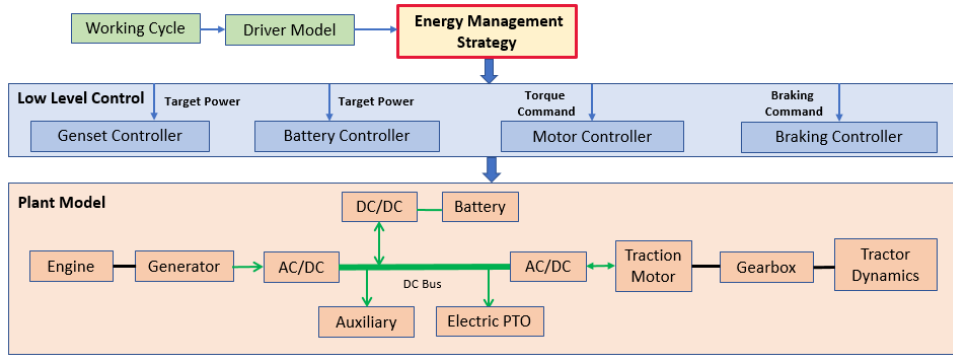 Working Cycle
Driver Model
Energy Management
Strategy
Low Level Control
Target Power
Target Power
Torque
Command
Braking
Command
Genset Controller
Battery Controller
Motor Controller
Braking Controller
Plant Model
DC/DC
Battery
Engine
Generator
AC/DC
DC Bus
AC/DC
Traction
Motor
Gearbox
Tractor
Dynamics
Auxiliary
Electric PTO